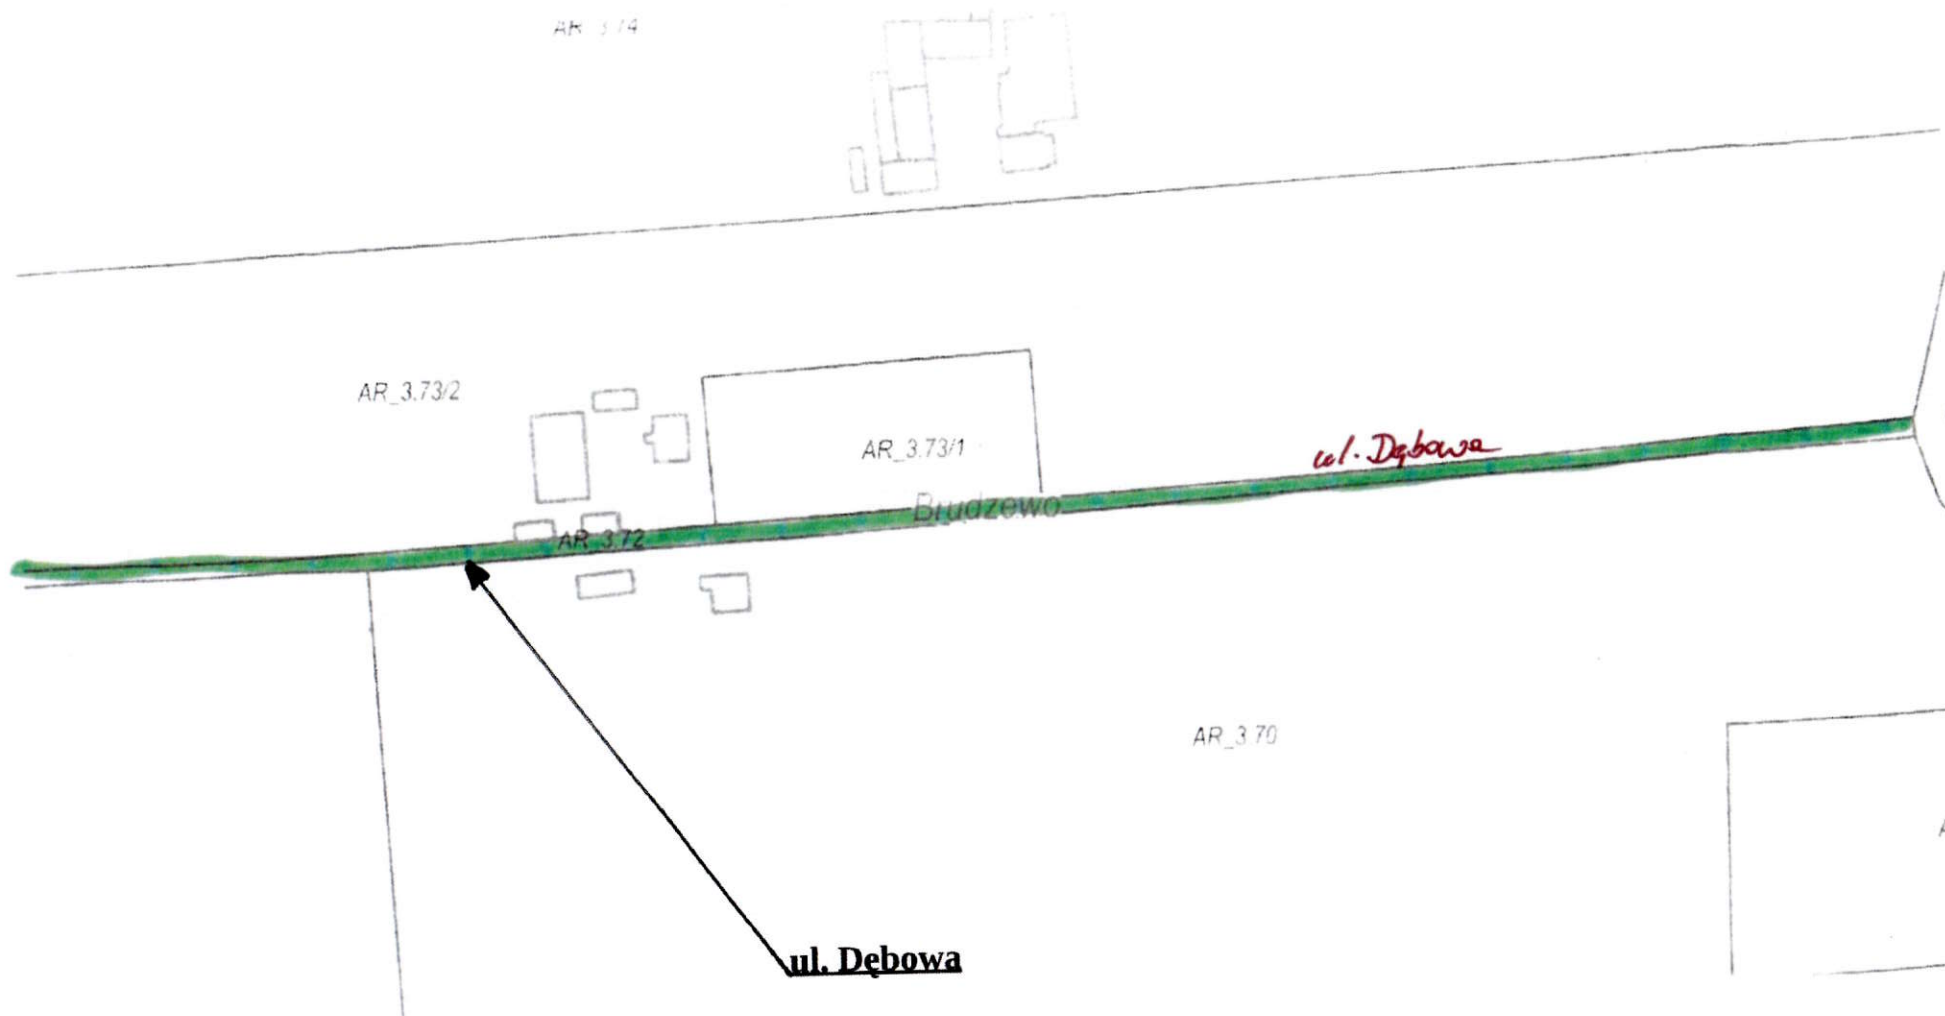 AR_3.74
AR_3.73/2
AR_3.73/1
ul. Dębowa
Brudzewo
AR_3.72
AR_3.70
ul. Dębowa